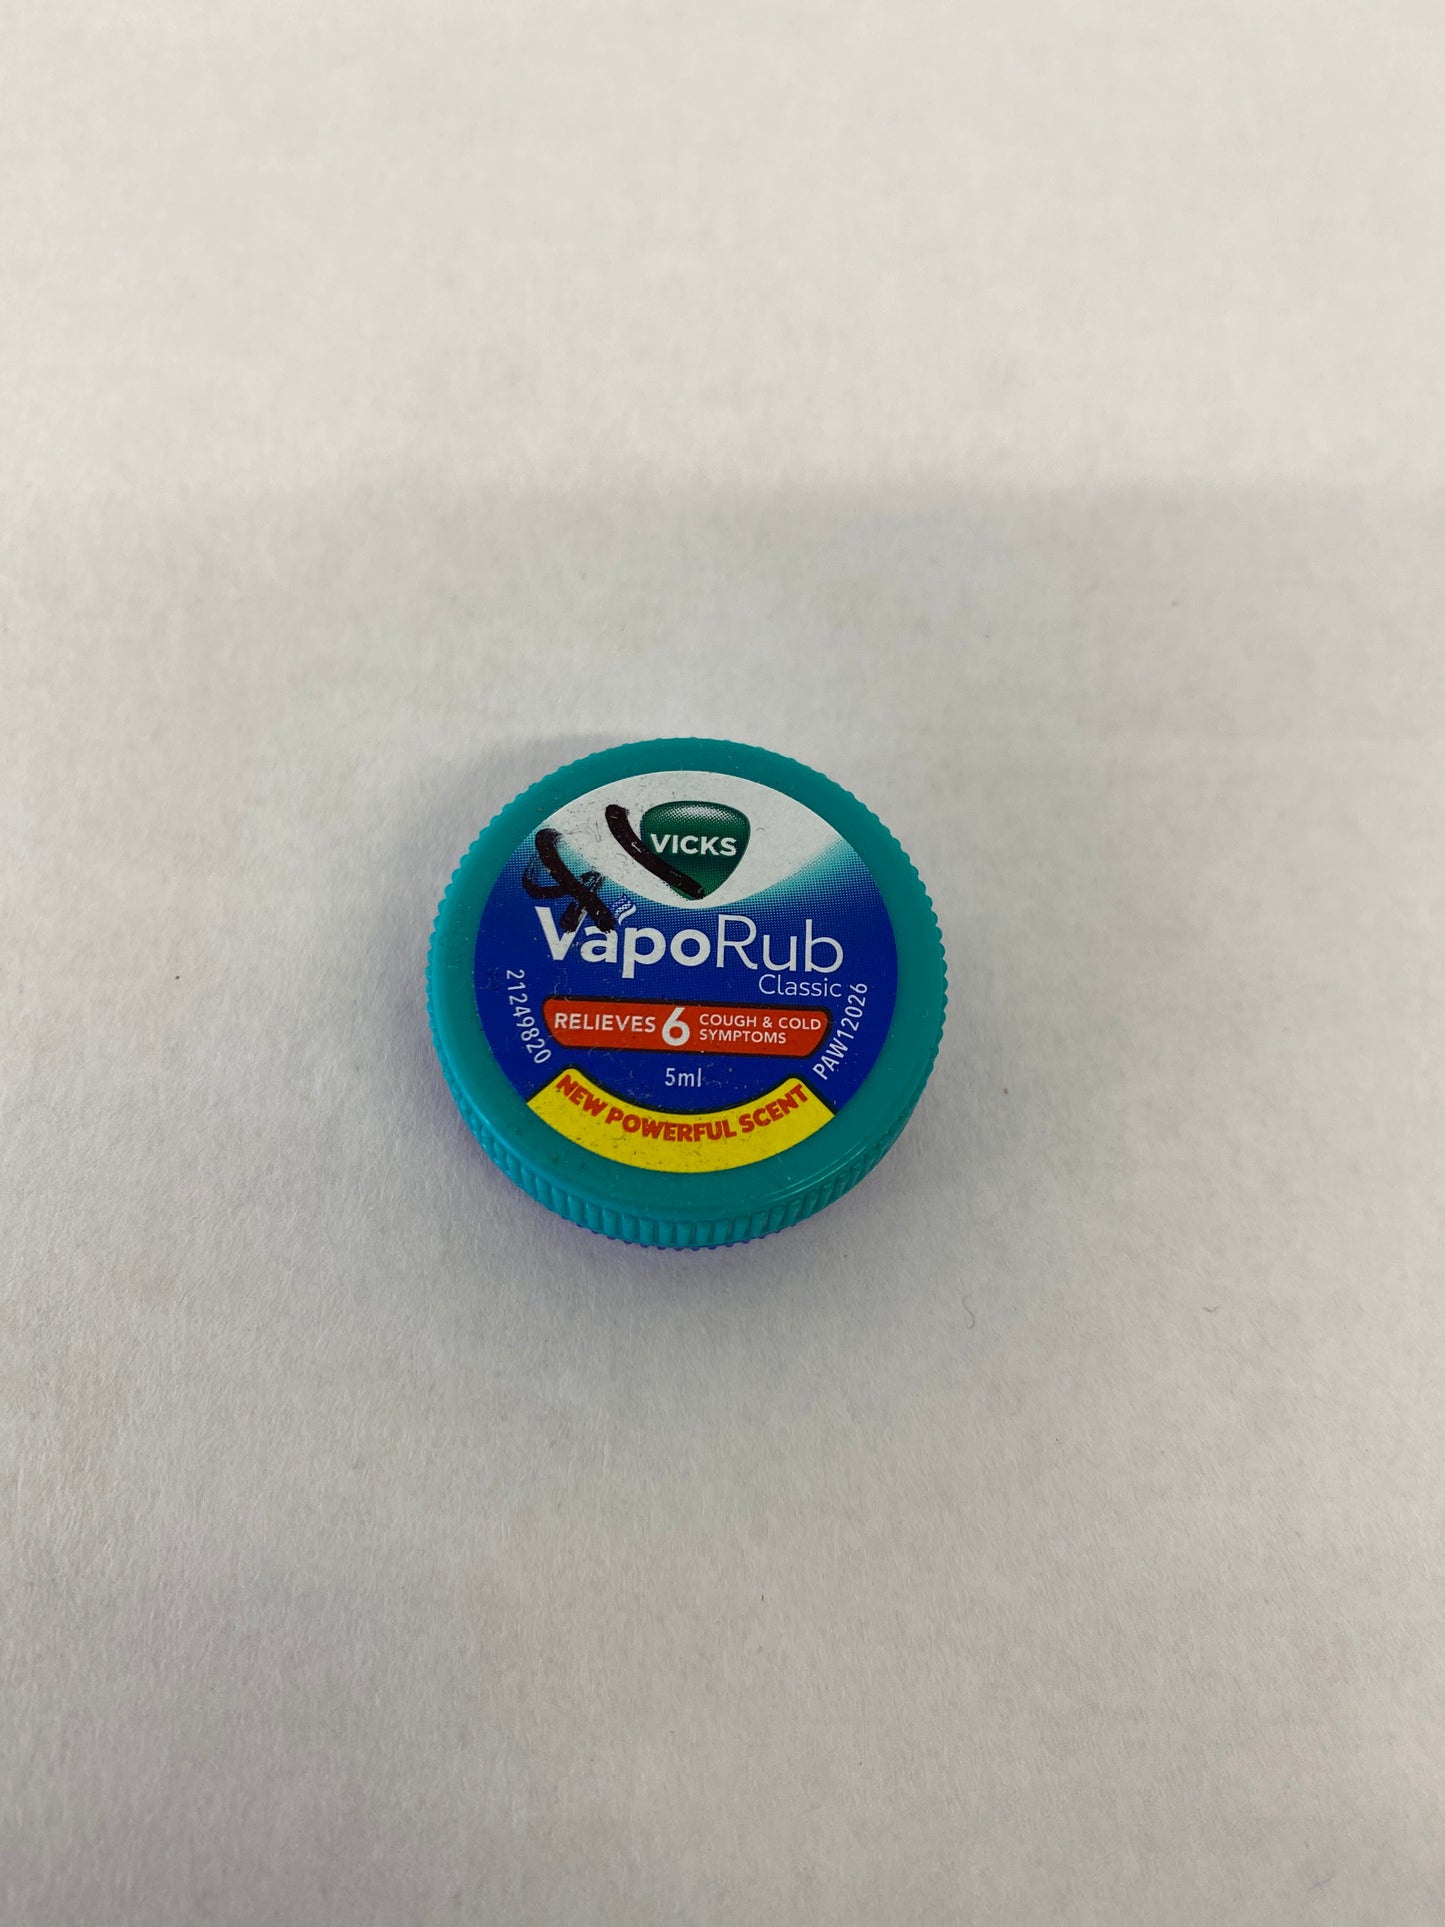 VICKS
VapoRub
Classic
RELIEVES 6 COUGH & COLD
SYMPTOMS
5ml
NEW POWERFUL SCENT
21249820
PAW12026